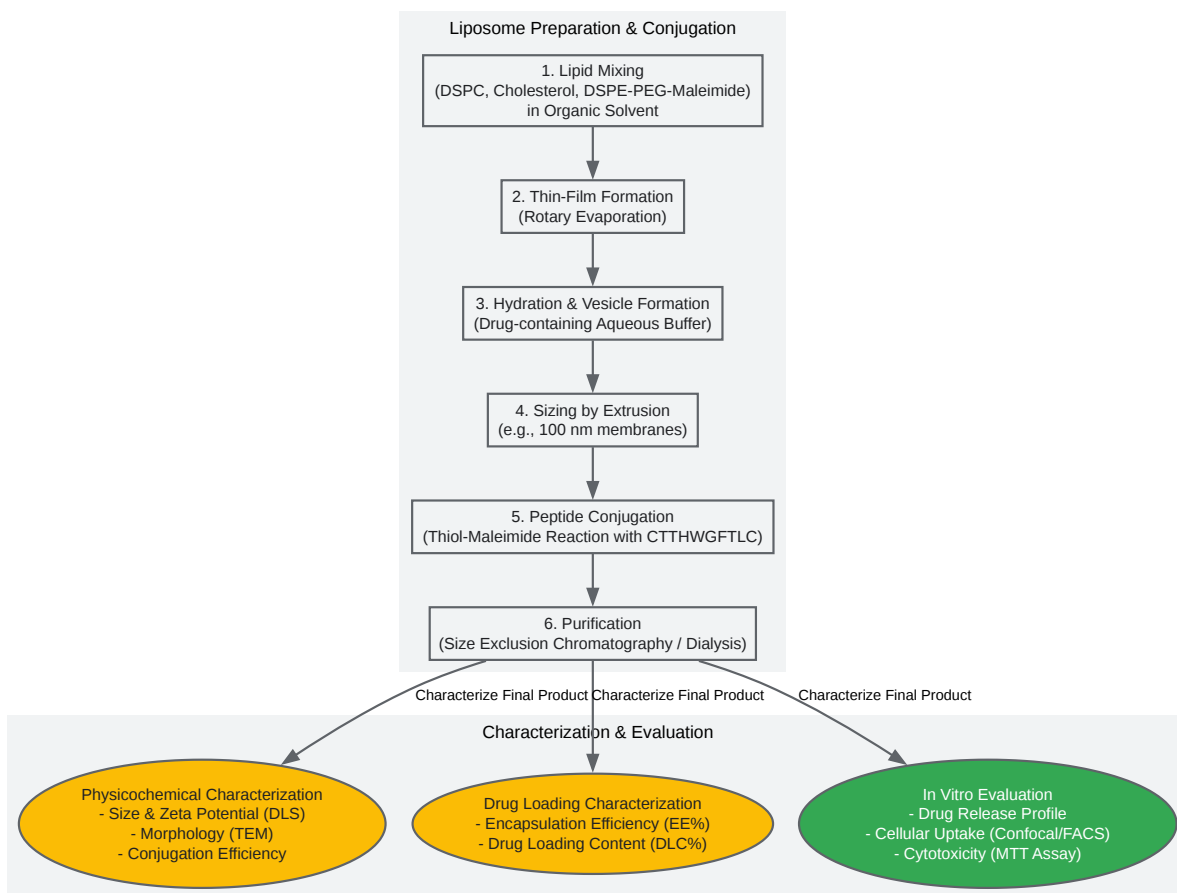 Liposome Preparation & Conjugation
1. Lipid Mixing
(DSPC, Cholesterol, DSPE-PEG-Maleimide)
in Organic Solvent
2. Thin-Film Formation
(Rotary Evaporation)
3. Hydration & Vesicle Formation
(Drug-containing Aqueous Buffer)
4. Sizing by Extrusion
(e.g., 100 nm membranes)
5. Peptide Conjugation
(Thiol-Maleimide Reaction with CTTHWGFTLC)
6. Purification
(Size Exclusion Chromatography / Dialysis)
Characterize Final Product
Characterize Final Product
Characterize Final Product
Characterization & Evaluation
Physicochemical Characterization
- Size & Zeta Potential (DLS)
- Morphology (TEM)
- Conjugation Efficiency
Drug Loading Characterization
- Encapsulation Efficiency (EE%)
- Drug Loading Content (DLC%)
In Vitro Evaluation
- Drug Release Profile
- Cellular Uptake (Confocal/FACS)
- Cytotoxicity (MTT Assay)